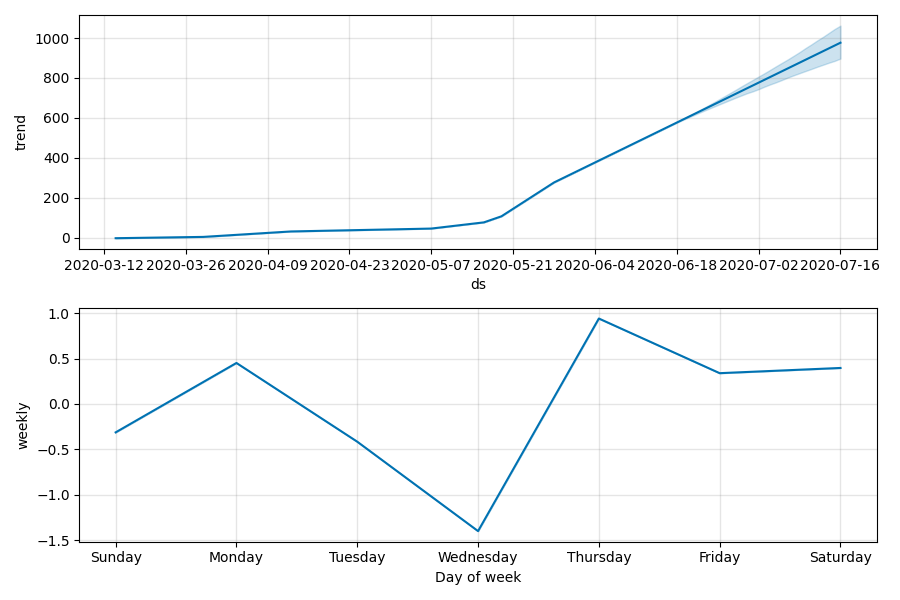 1000
800
600
400
200
0
trend
2020-03-12 2020-03-26 2020-04-09 2020-04-23 2020-05-07 2020-05-21 2020-06-04 2020-06-18 2020-07-02 2020-07-16
ds
1.0
0.5
0.0
−0.5
−1.0
−1.5
weekly
Sunday Monday Tuesday Wednesday Thursday Friday Saturday
Day of week